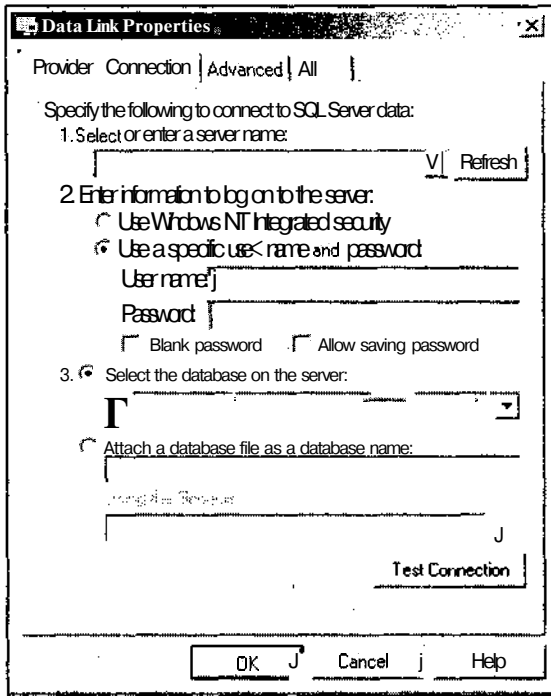 Data Link Properties
Provider Connection Advanced All
Specify the following to connect to SQL Server data:
1. Select or enter a server name:
Refresh
2. Enter information to log on to the server:
Use Windows NT Integrated security
Use a specific use< name and password:
User name:
Password:
Blank password Allow saving password
3. Select the database on the server:
Attach a database file as a database name:
Test Connection
OK Cancel Help